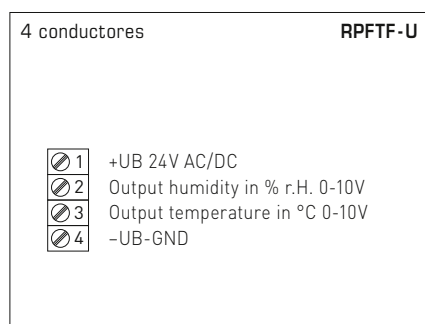 4 conductores RPFTF-U
1 +UB 24V AC/DC
2 Output humidity in % r.H. 0-10V
3 Output temperature in °C 0-10V
4 –UB-GND